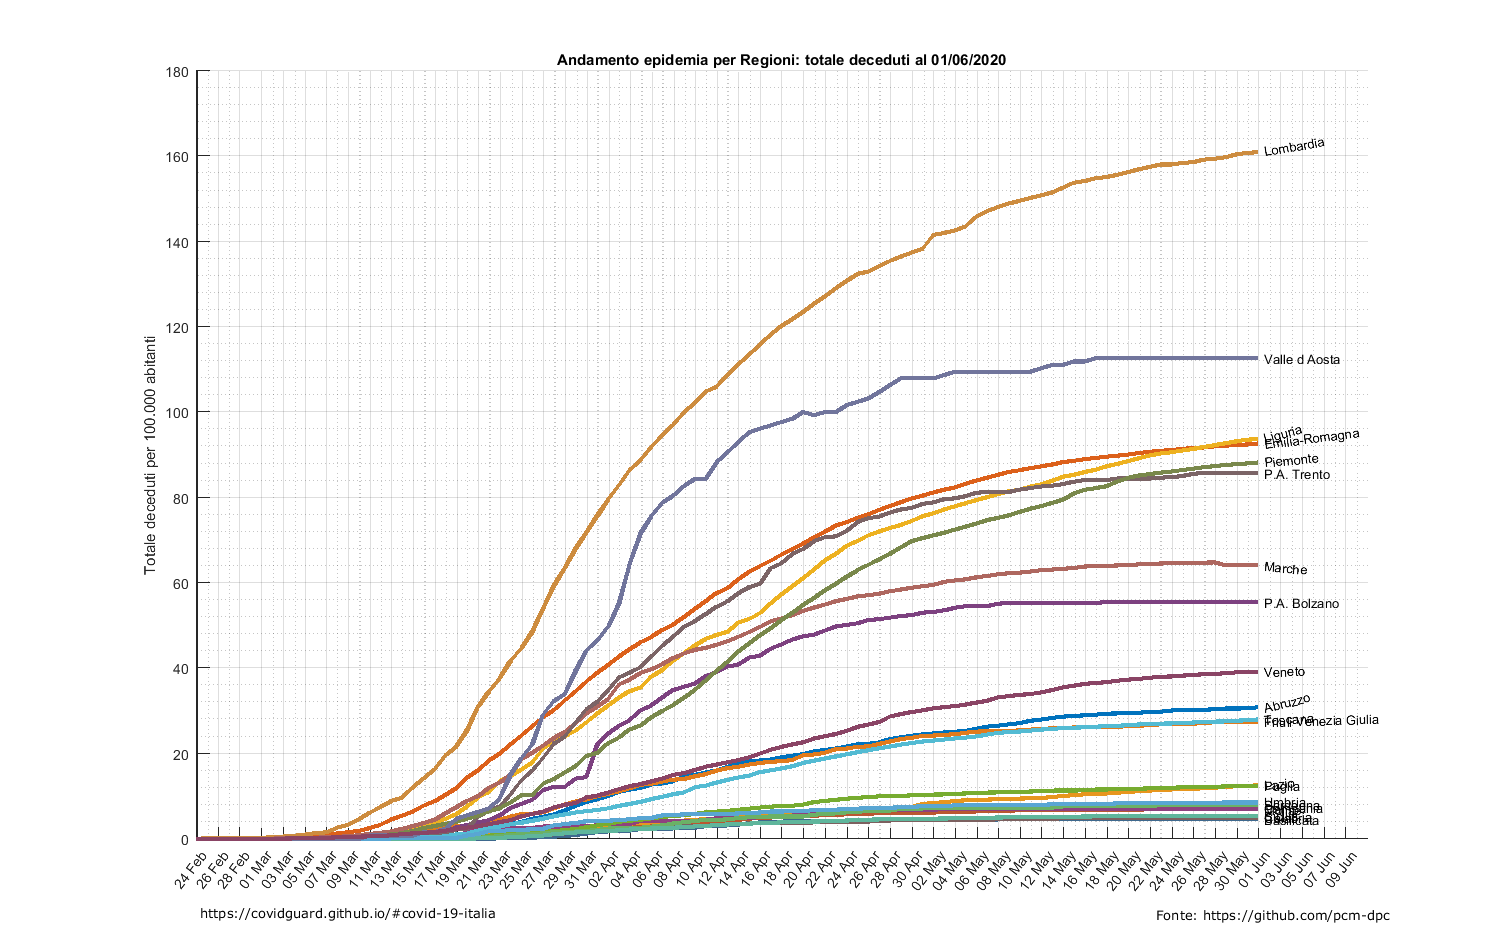 Andamento epidemia per Regioni: totale deceduti al 01/06/2020
Totale deceduti per 100.000 abitanti
180
160
140
120
100
80
60
40
20
0
Lombardia
Valle d Aosta
Liguria
Emilia-Romagna
Piemonte
P.A. Trento
Marche
P.A. Bolzano
Veneto
Abruzzo
Toscana
Friuli Venezia Giulia
Lazio
Puglia
Umbria
Basilicata
24 Feb
26 Feb
28 Feb
01 Mar
03 Mar
05 Mar
07 Mar
09 Mar
11 Mar
13 Mar
15 Mar
17 Mar
19 Mar
21 Mar
23 Mar
25 Mar
27 Mar
29 Mar
31 Mar
02 Apr
04 Apr
06 Apr
08 Apr
10 Apr
12 Apr
14 Apr
16 Apr
18 Apr
20 Apr
22 Apr
24 Apr
26 Apr
28 Apr
30 Apr
02 May
04 May
06 May
08 May
10 May
12 May
14 May
16 May
18 May
20 May
22 May
24 May
26 May
28 May
30 May
01 Jun
03 Jun
05 Jun
07 Jun
09 Jun
https://covidguard.github.io/#covid-19-italia
Fonte: https://github.com/pcm-dpc